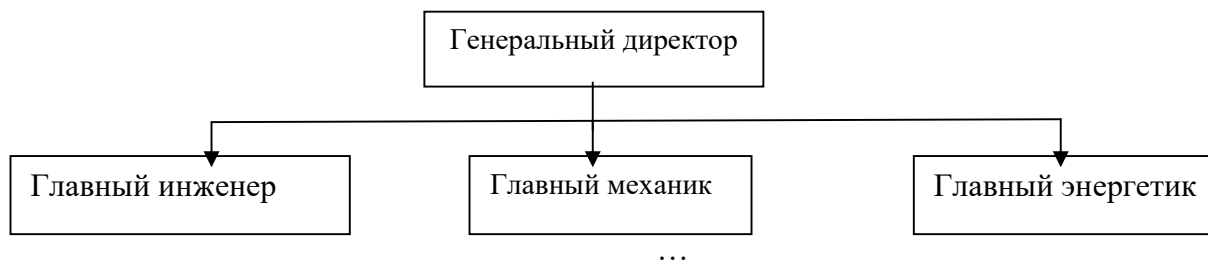 Генеральный директор
Главный инженер
Главный механик
Главный энергетик
…